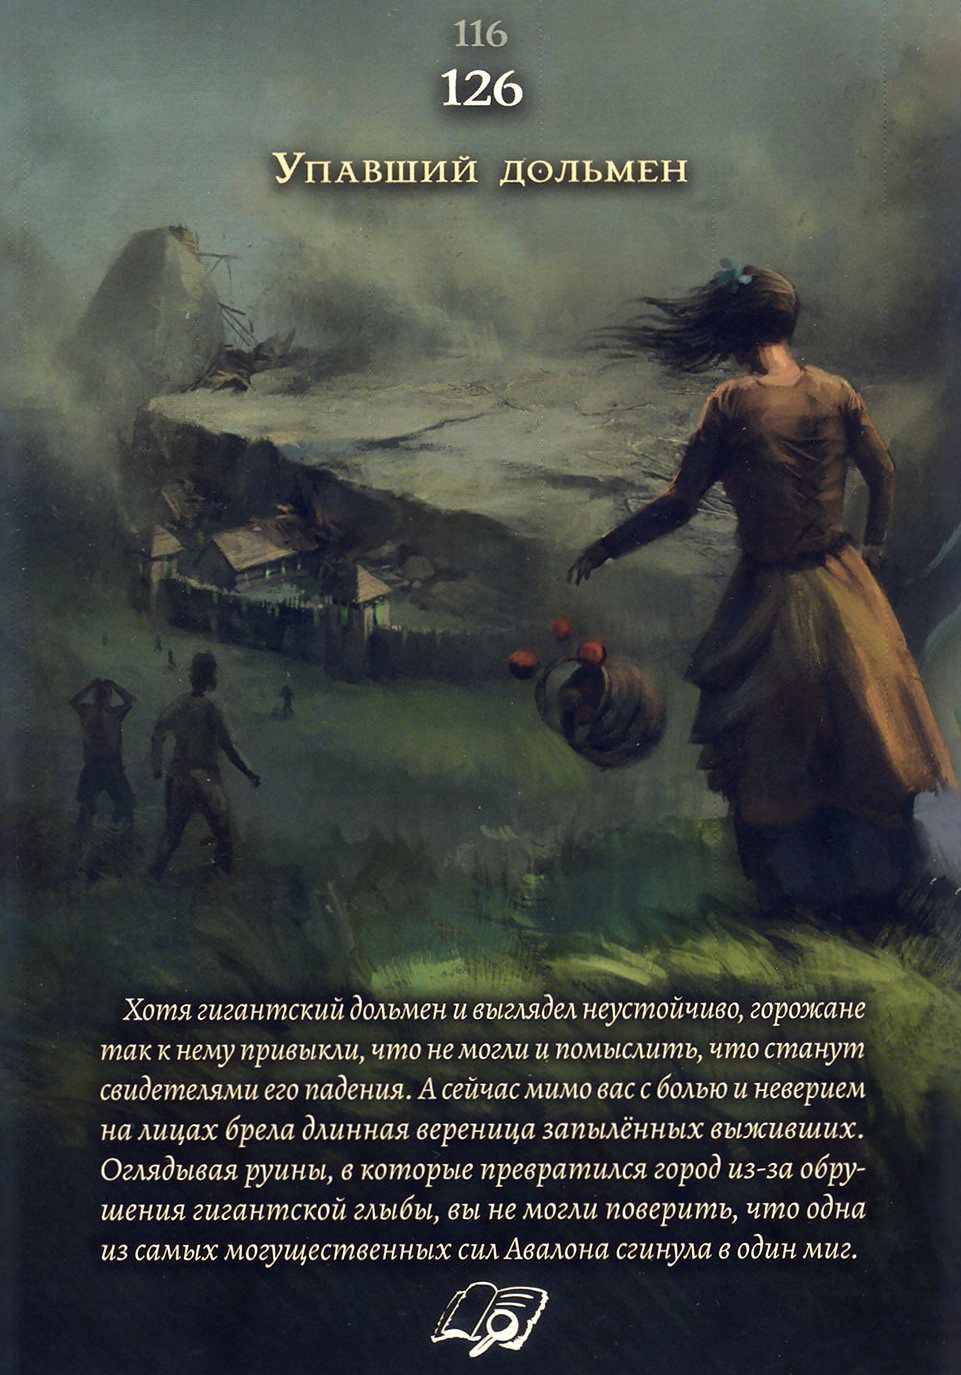 116
126
Упавший дольмен
Хотя гигантский дольмен и выглядел неустойчиво, горожане
так к нему привыкли, что не могли и помыслить, что станут
свидетелями его падения. А сейчас мимо вас с болью и неверием
на лицах брела длинная вереница запылённых выживших.
Оглядывая руины, в которые превратился город из-за обру-
шения гигантской глыбы, вы не могли поверить, что одна
из самых могущественных сил Авалона сгинула в один миг.